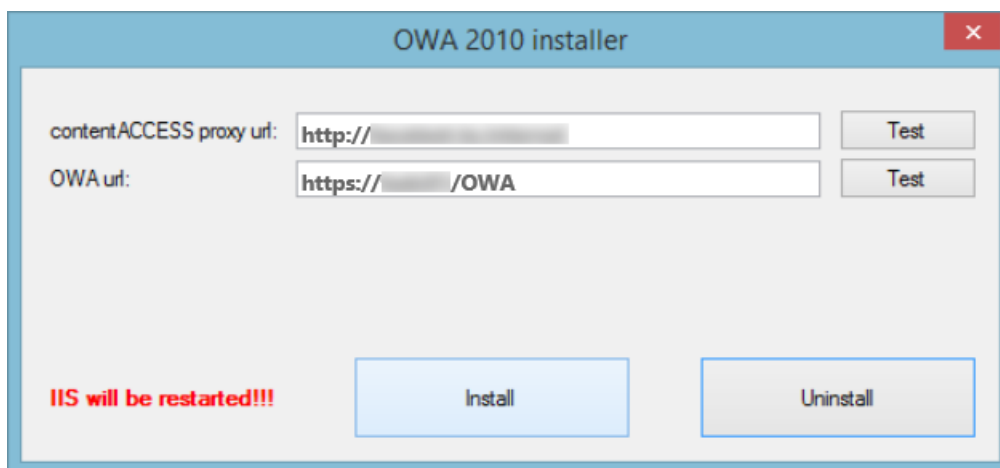 OWA 2010 installer
contentACCESS proxy url: http:// Test
OWA url: https:// /OWA Test
IIS will be restarted!!! Install Uninstall